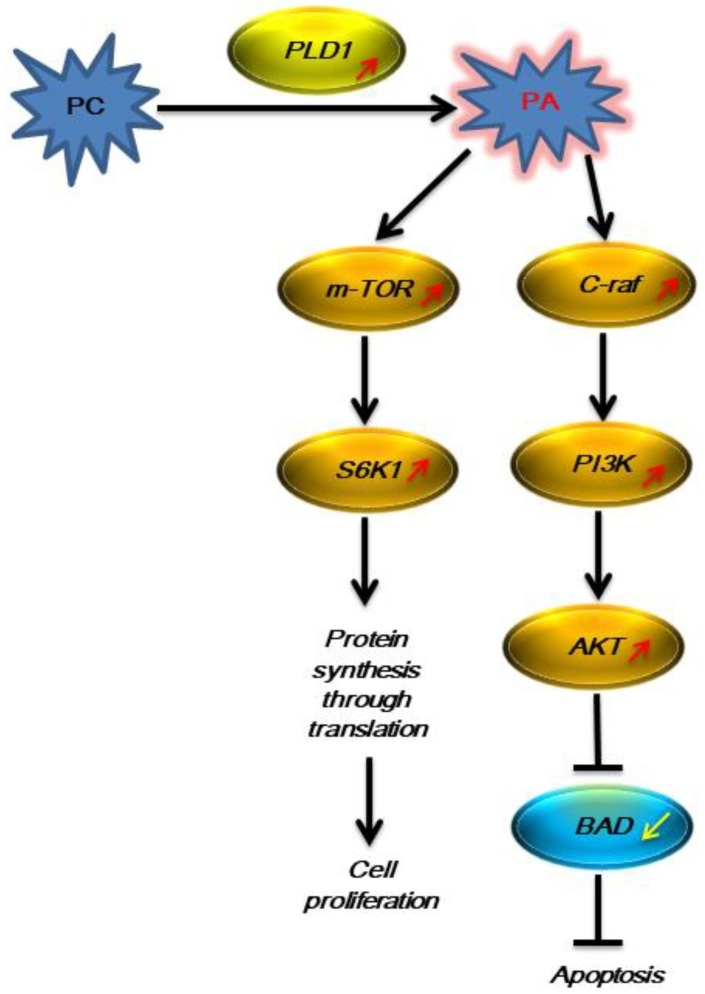 PLD1
PC
PA
m-TOR
C-raf
S6K1
PI3K
Protein
synthesis
through
translation
AKT
BAD
Cell
proliferation
Apoptosis